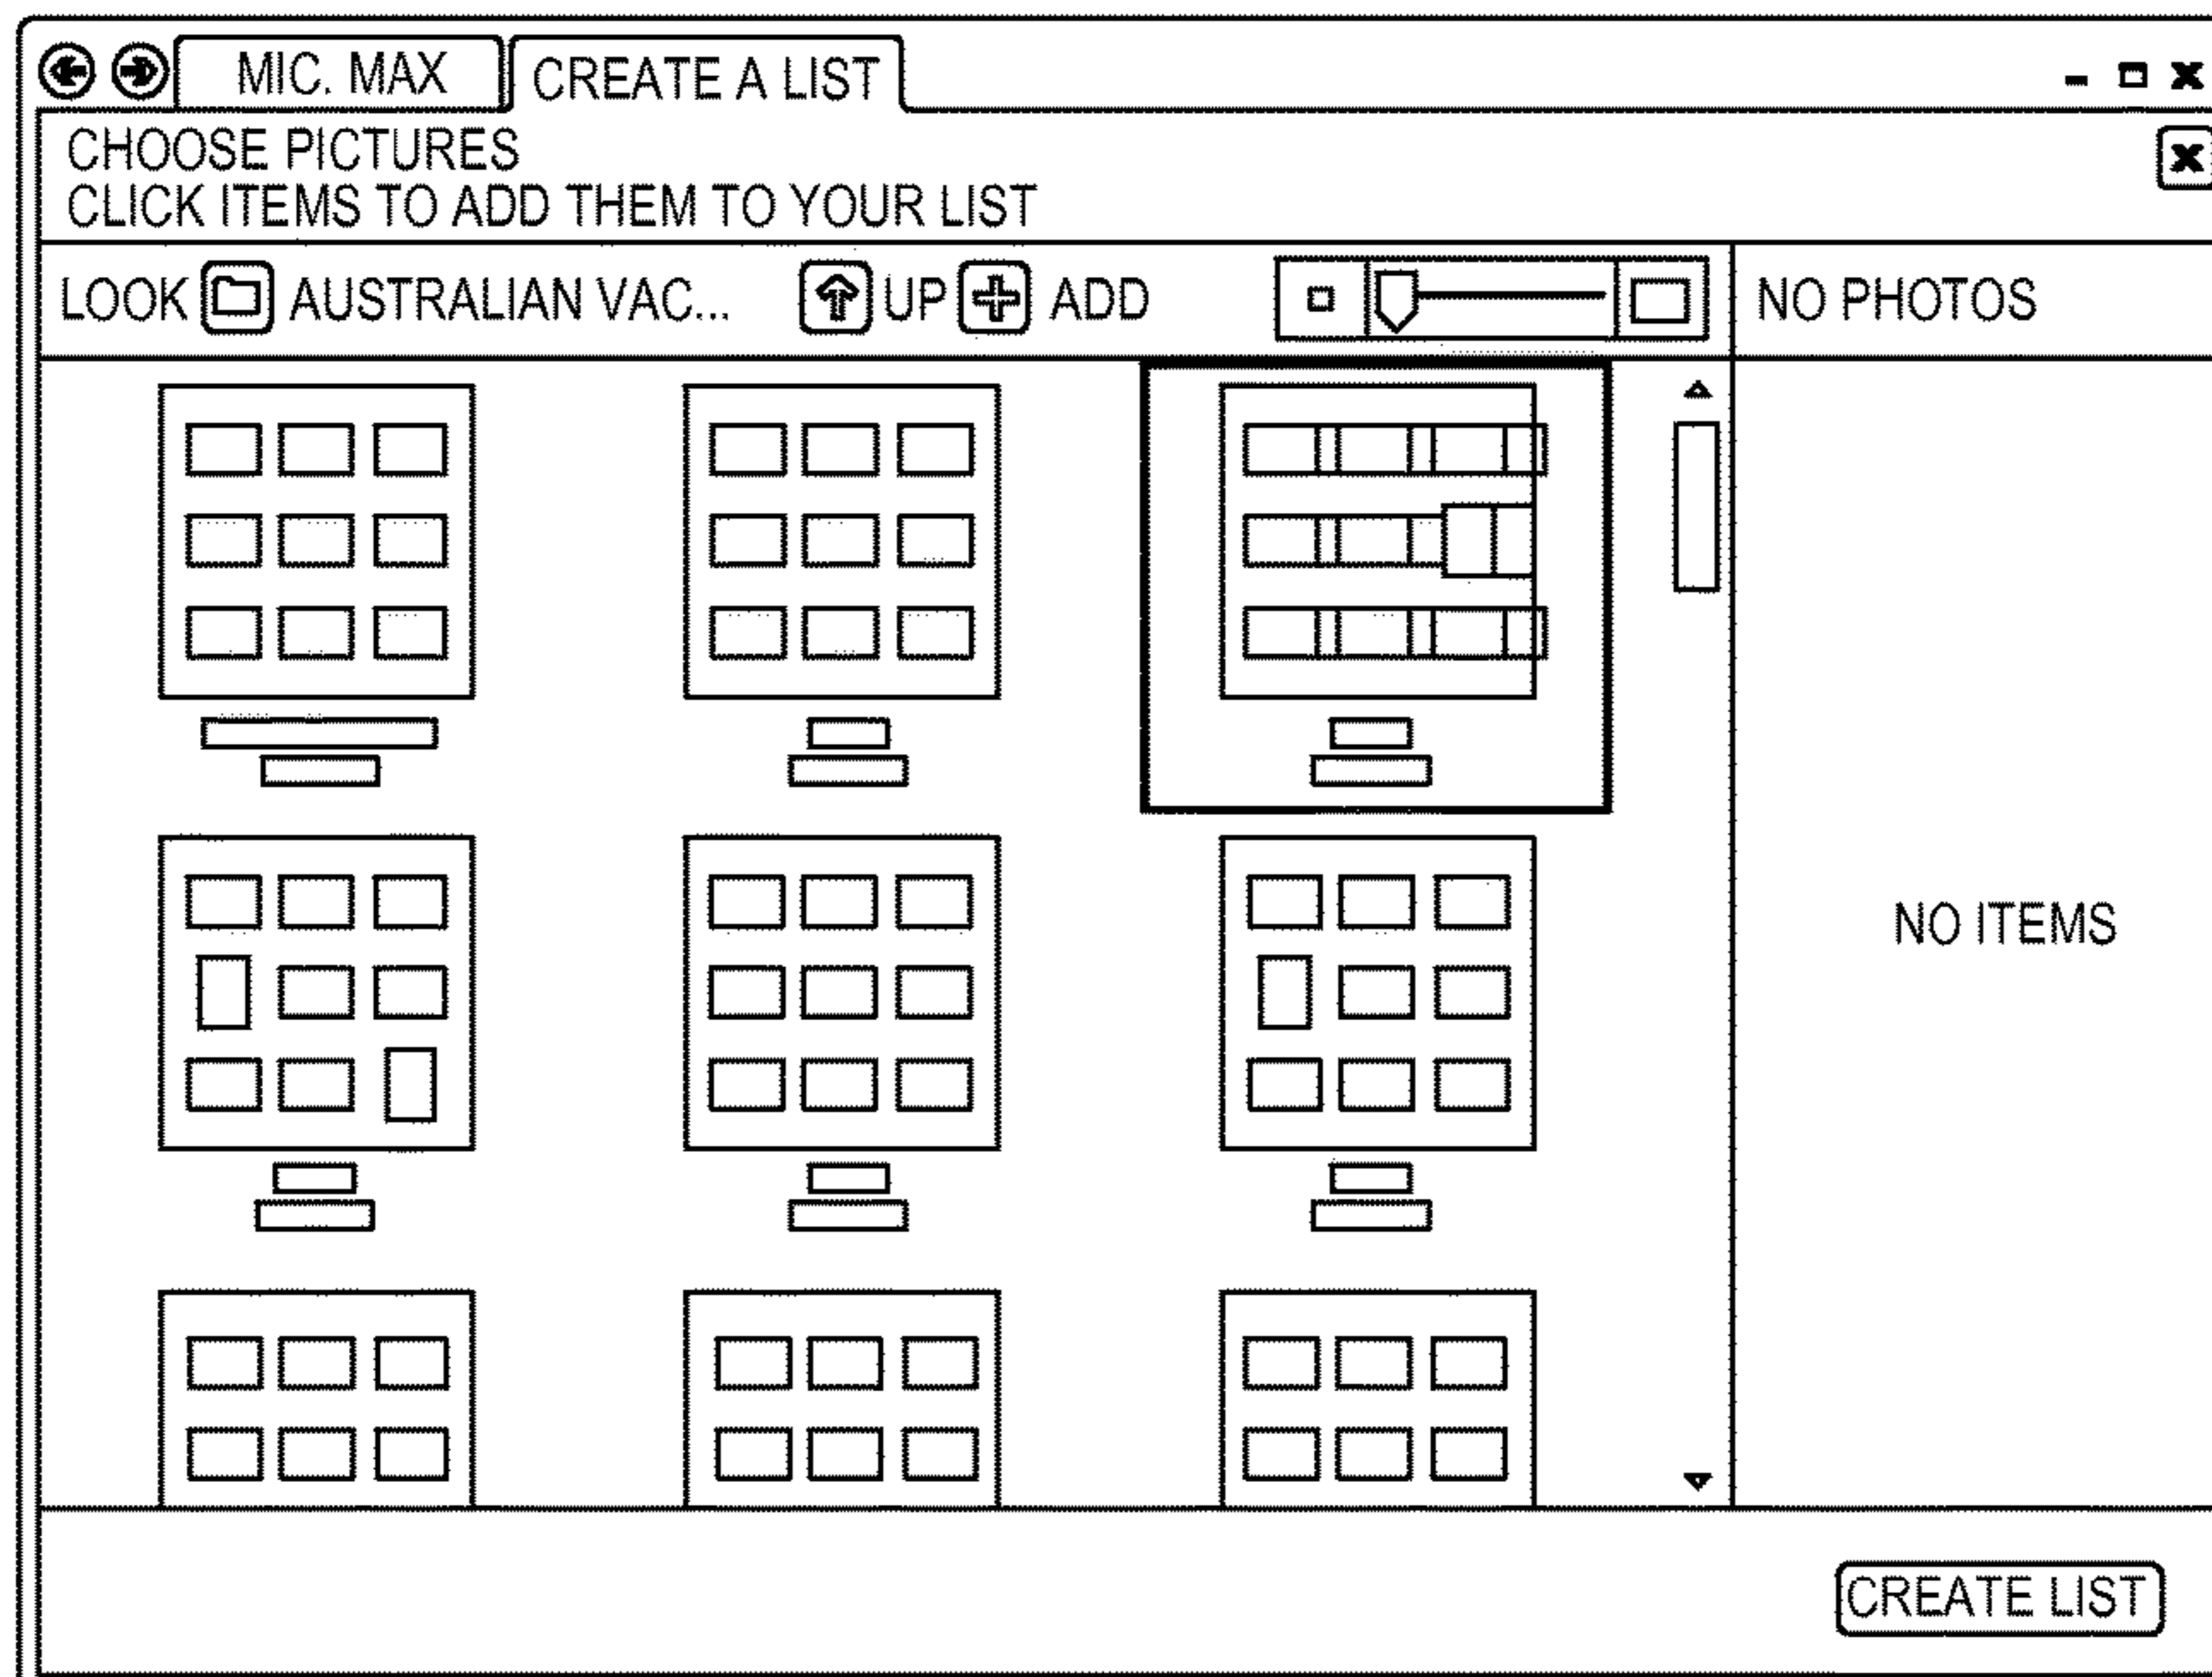 MIC. MAX CREATE A LIST
CHOOSE PICTURES
CLICK ITEMS TO ADD THEM TO YOUR LIST
LOOK AUSTRALIAN VAC... UP ADD NO PHOTOS
NO ITEMS
CREATE LIST